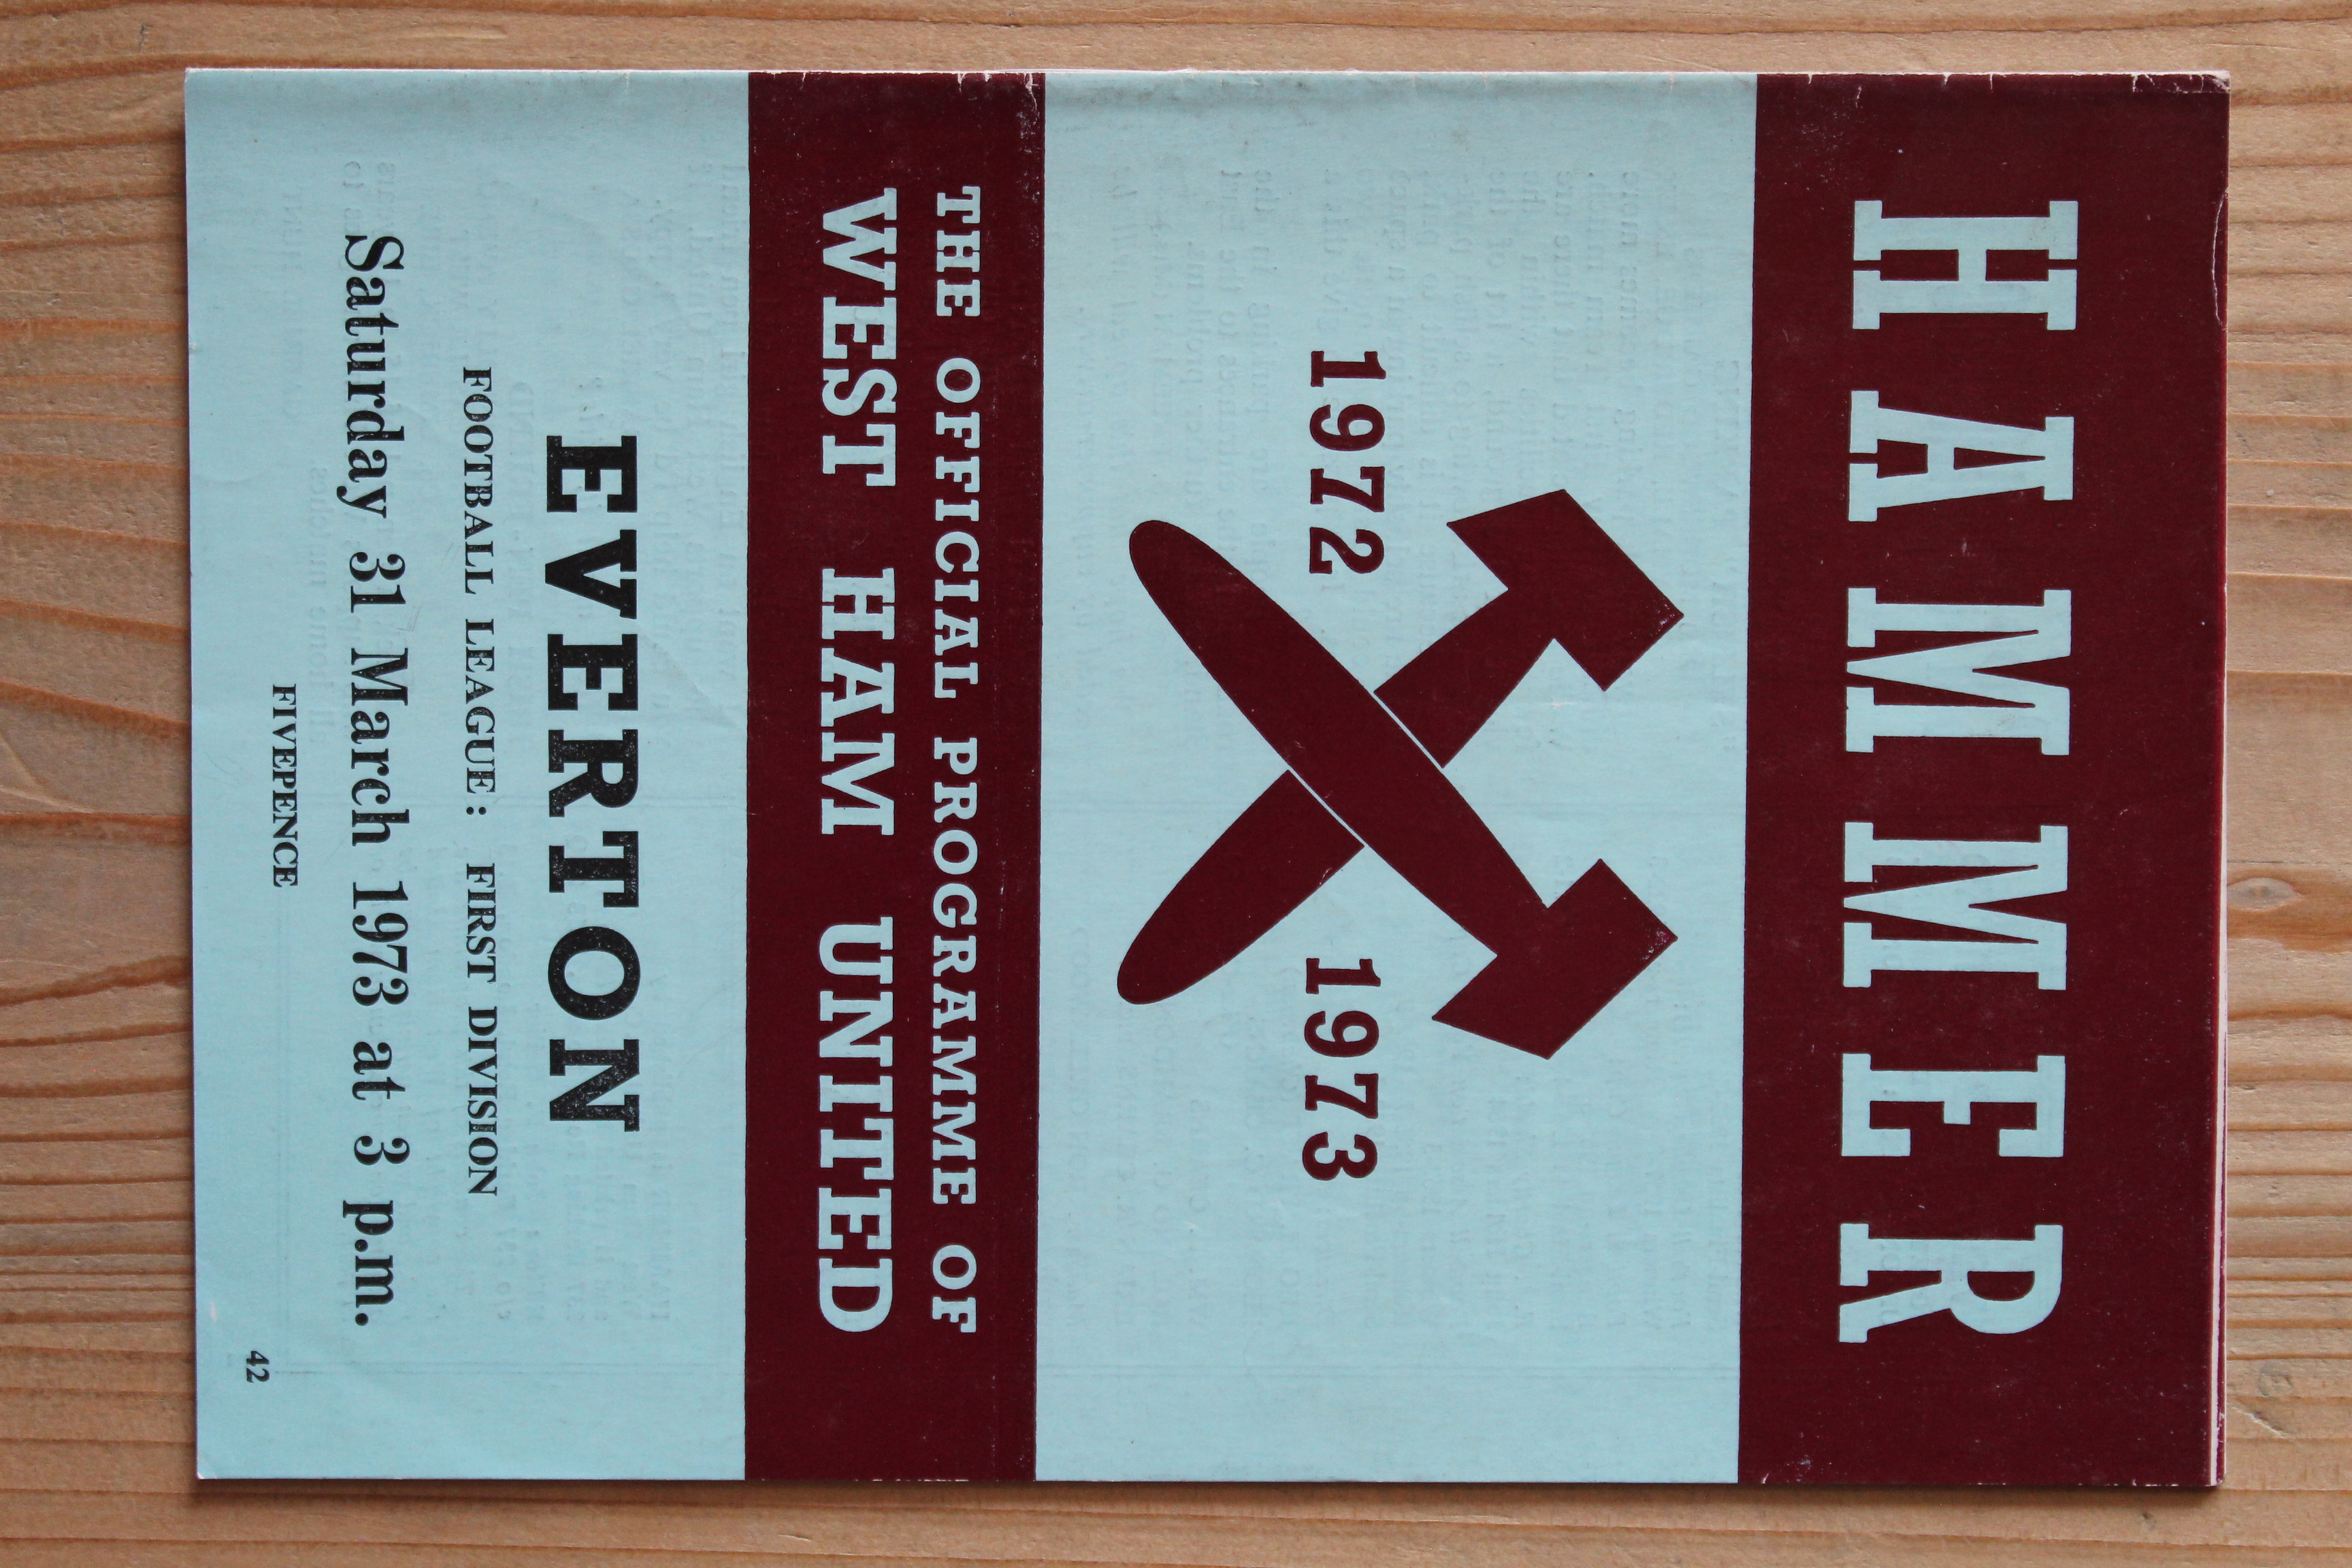 HAMMER
1972 1973
THE OFFICIAL PROGRAMME OF
WEST HAM UNITED
EVERTON
FOOTBALL LEAGUE: FIRST DIVISION
Saturday 31 March 1973 at 3 p.m.
FIVEPENCE
42